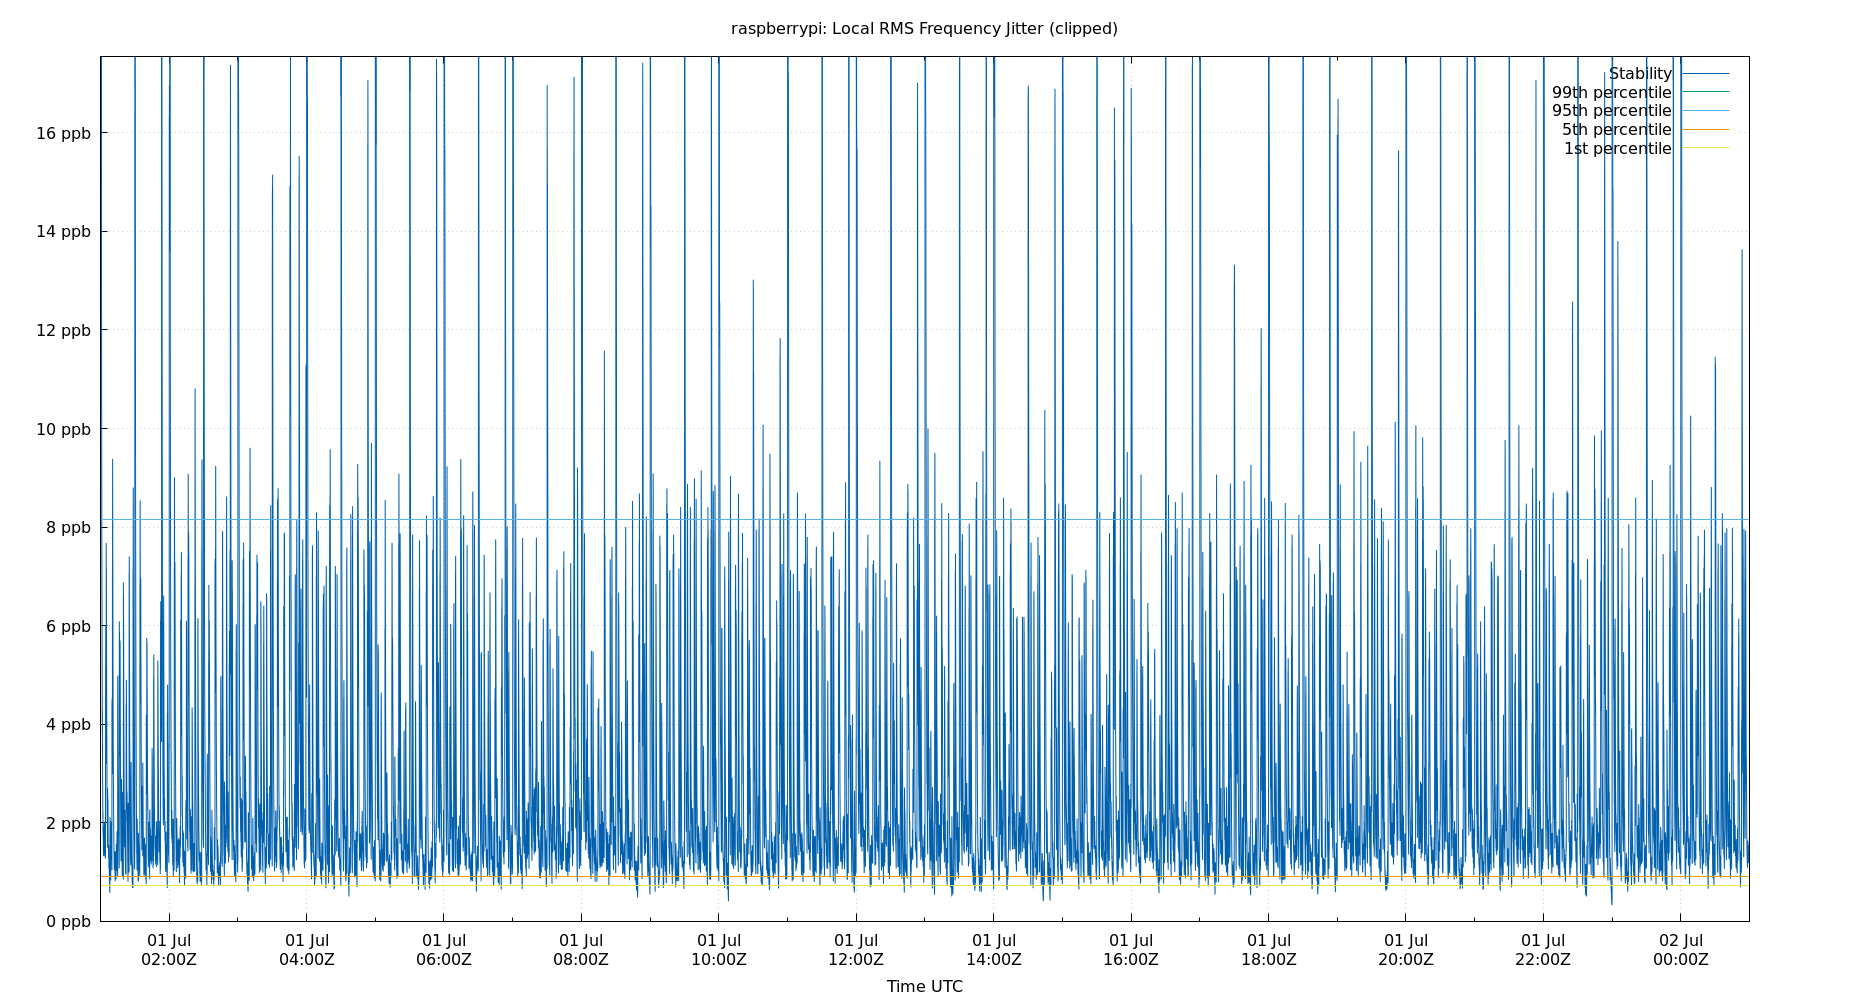 raspberrypi: Local RMS Frequency Jitter (clipped)
Stability
99th percentile
95th percentile
5th percentile
1st percentile
16 ppb
14 ppb
12 ppb
10 ppb
8 ppb
6 ppb
4 ppb
2 ppb
0 ppb
01 Jul 01 Jul 01 Jul 01 Jul 01 Jul 01 Jul 01 Jul 01 Jul 01 Jul 01 Jul 01 Jul 02 Jul
02:00Z 04:00Z 06:00Z 08:00Z 10:00Z 12:00Z 14:00Z 16:00Z 18:00Z 20:00Z 22:00Z 00:00Z
Time UTC